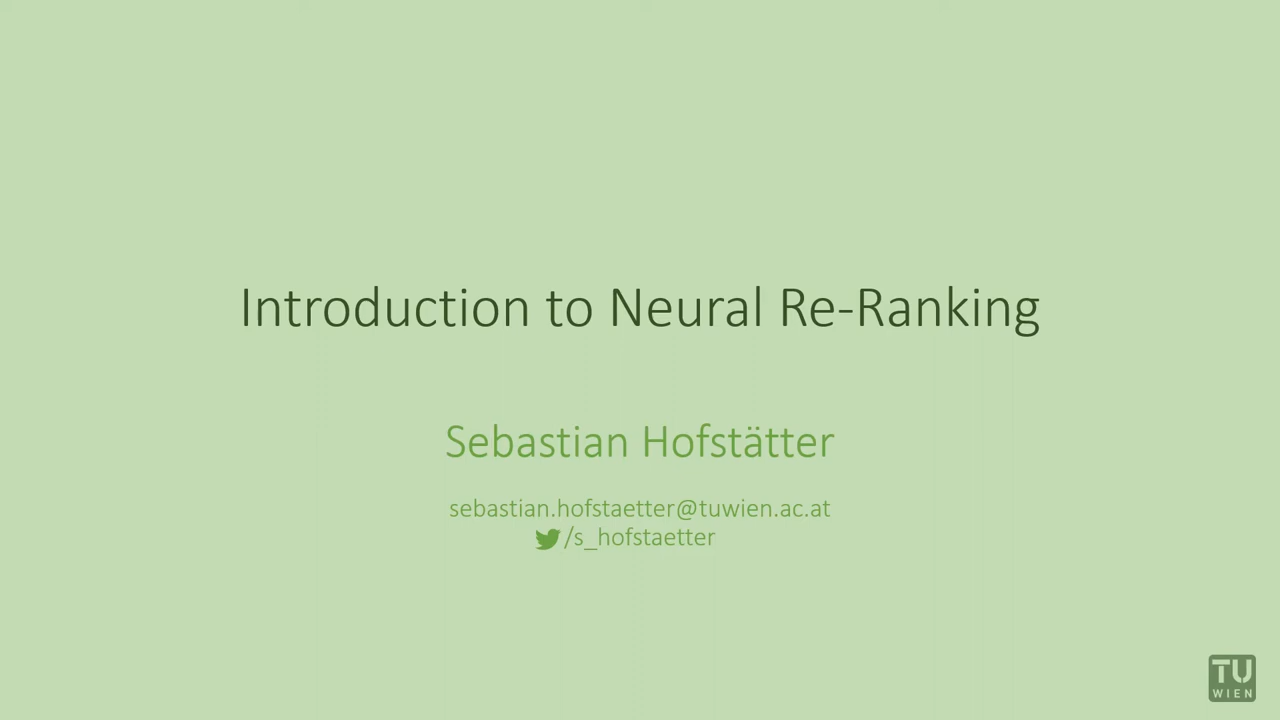 Introduction to Neural Re-Ranking
Sebastian Hofstätter
sebastian.hofstaetter@tuwien.ac.at
/s_hofstaetter
TU
WIEN